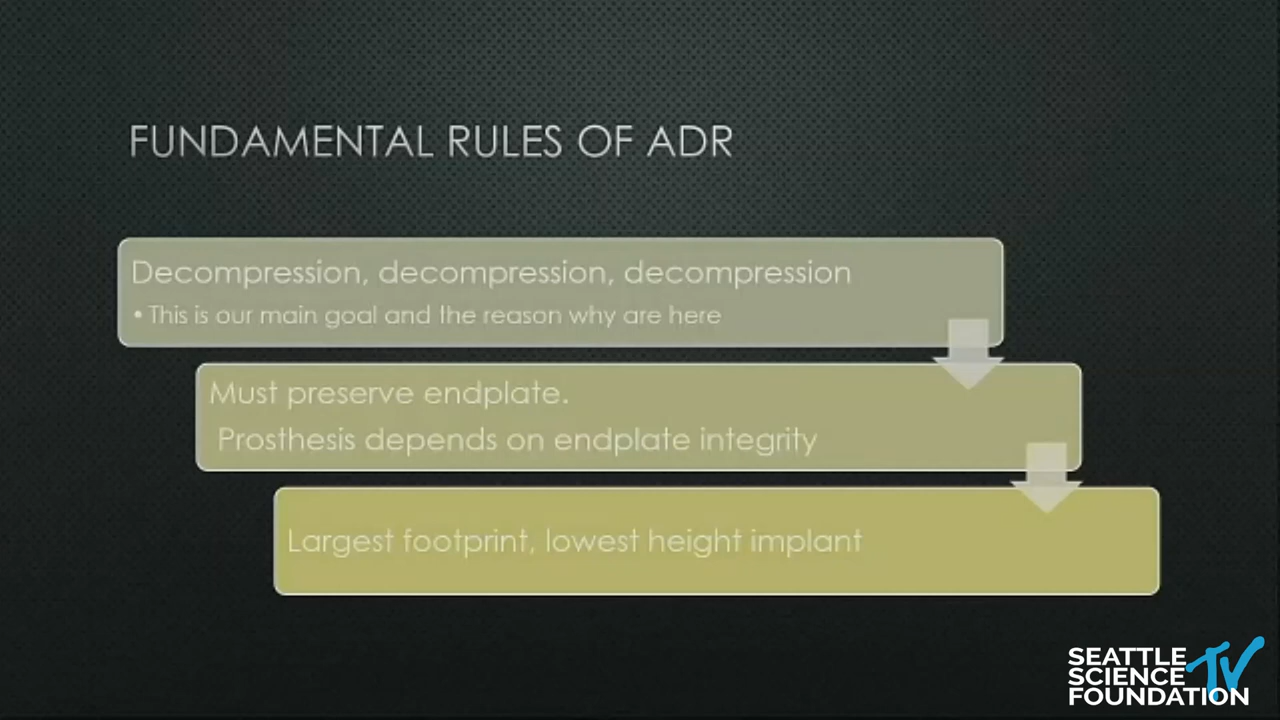 FUNDAMENTAL RULES OF ADR
Decompression, decompression, decompression
• This is our main goal and the reason why are here
Must preserve endplate.
Prosthesis depends on endplate integrity
Largest footprint, lowest height implant
SEATTLE
SCIENCE
FOUNDATION
TV